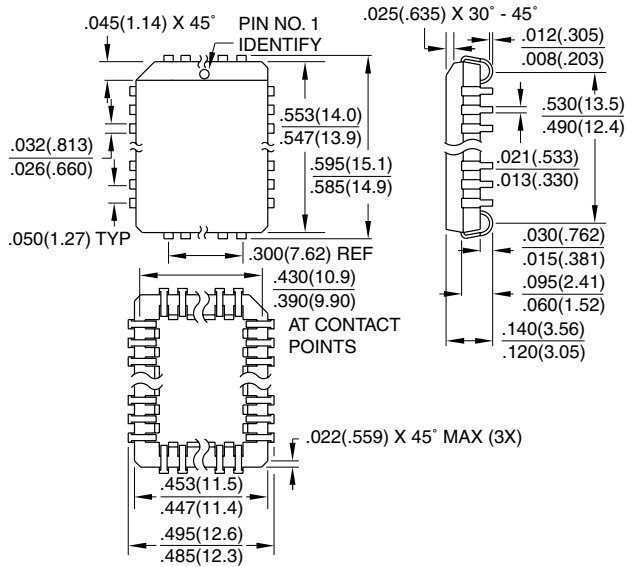 .045(1.14) X 45˚
PIN NO. 1
IDENTIFY
.025(.635) X 30˚ - 45˚
.012(.305)
.008(.203)
.553(14.0)
.547(13.9)
.530(13.5)
.490(12.4)
.032(.813)
.026(.660)
.595(15.1)
.585(14.9)
.021(.533)
.013(.330)
.050(1.27) TYP
.300(7.62) REF
.030(.762)
.015(.381)
.430(10.9)
.390(9.90)
AT CONTACT
POINTS
.095(2.41)
.060(1.52)
.140(3.56)
.120(3.05)
.022(.559) X 45˚ MAX (3X)
.453(11.5)
.447(11.4)
.495(12.6)
.485(12.3)